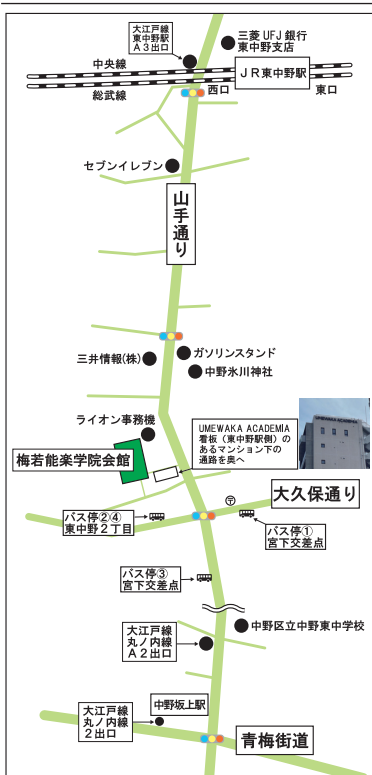 大江戸線
東中野駅
A3出口
三菱UFJ銀行
東中野支店
中央線
総武線
JR東中野駅
西口
東口
セブンイレブン
山手通り
三井情報(株)
ガソリンスタンド
中野氷川神社
ライオン事務機
梅若能楽学院会館
UMEWAKA ACADEMIA
看板（東中野駅側）の
あるマンション下の
通路を奥へ
UMEWAKA ACADEMIA
大久保通り
〒
バス停②④
東中野2丁目
バス停①
宮下交差点
バス停③
宮下交差点
大江戸線
丸ノ内線
A2出口
中野区立中野東中学校
大江戸線
丸ノ内線
2出口
中野坂上駅
青梅街道